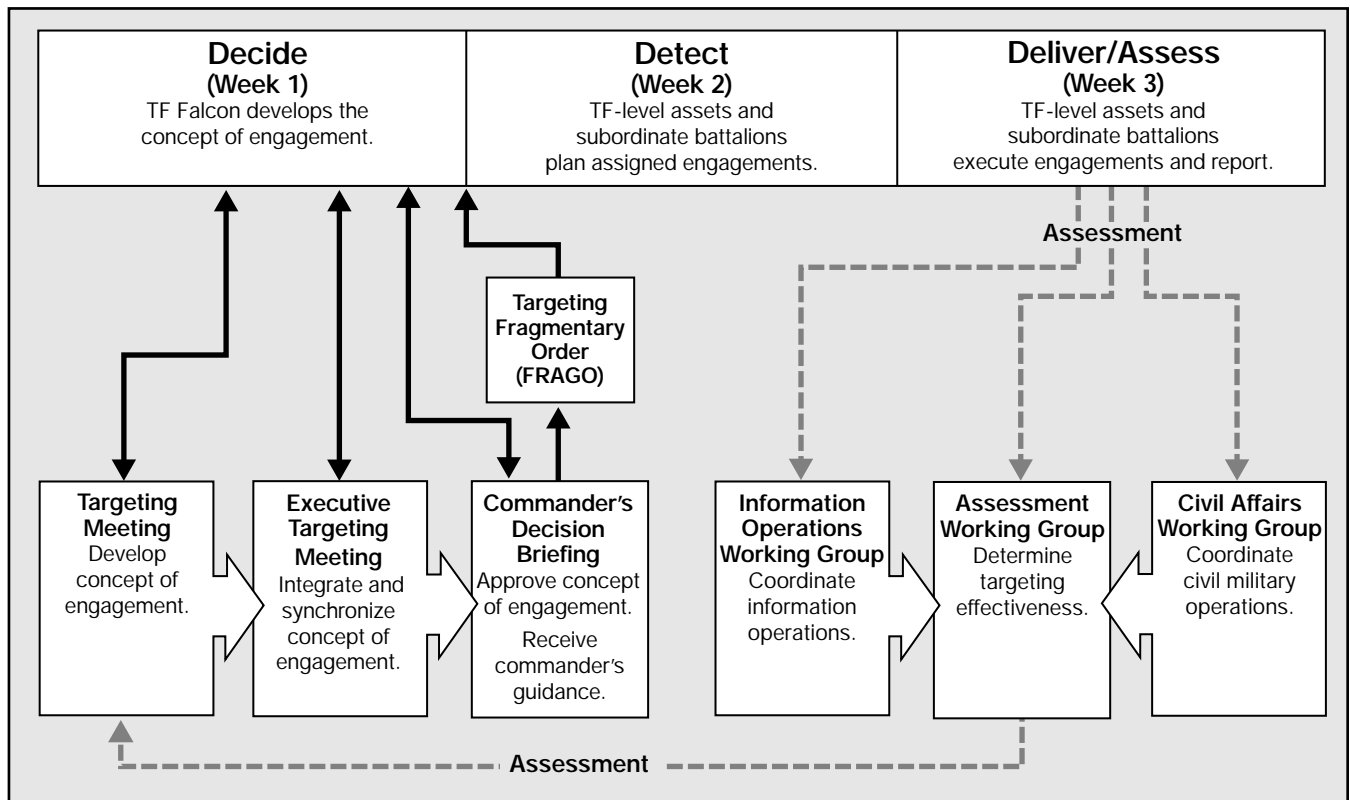 Decide
(Week 1)
TF Falcon develops the
concept of engagement.
Detect
(Week 2)
TF-level assets and
subordinate battalions
plan assigned engagements.
Deliver/Assess
(Week 3)
TF-level assets and
subordinate battalions
execute engagements and report.
Assessment
Targeting
Fragmentary
Order
(FRAGO)
Targeting
Meeting
Develop
concept of
engagement.
Executive
Targeting
Meeting
Integrate and
synchronize
concept of
engagement.
Commander's
Decision
Briefing
Approve concept
of engagement.
Receive
commander's
guidance.
Information
Operations
Working Group
Coordinate
information
operations.
Assessment
Working Group
Determine
targeting
effectiveness.
Civil Affairs
Working Group
Coordinate
civil military
operations.
Assessment